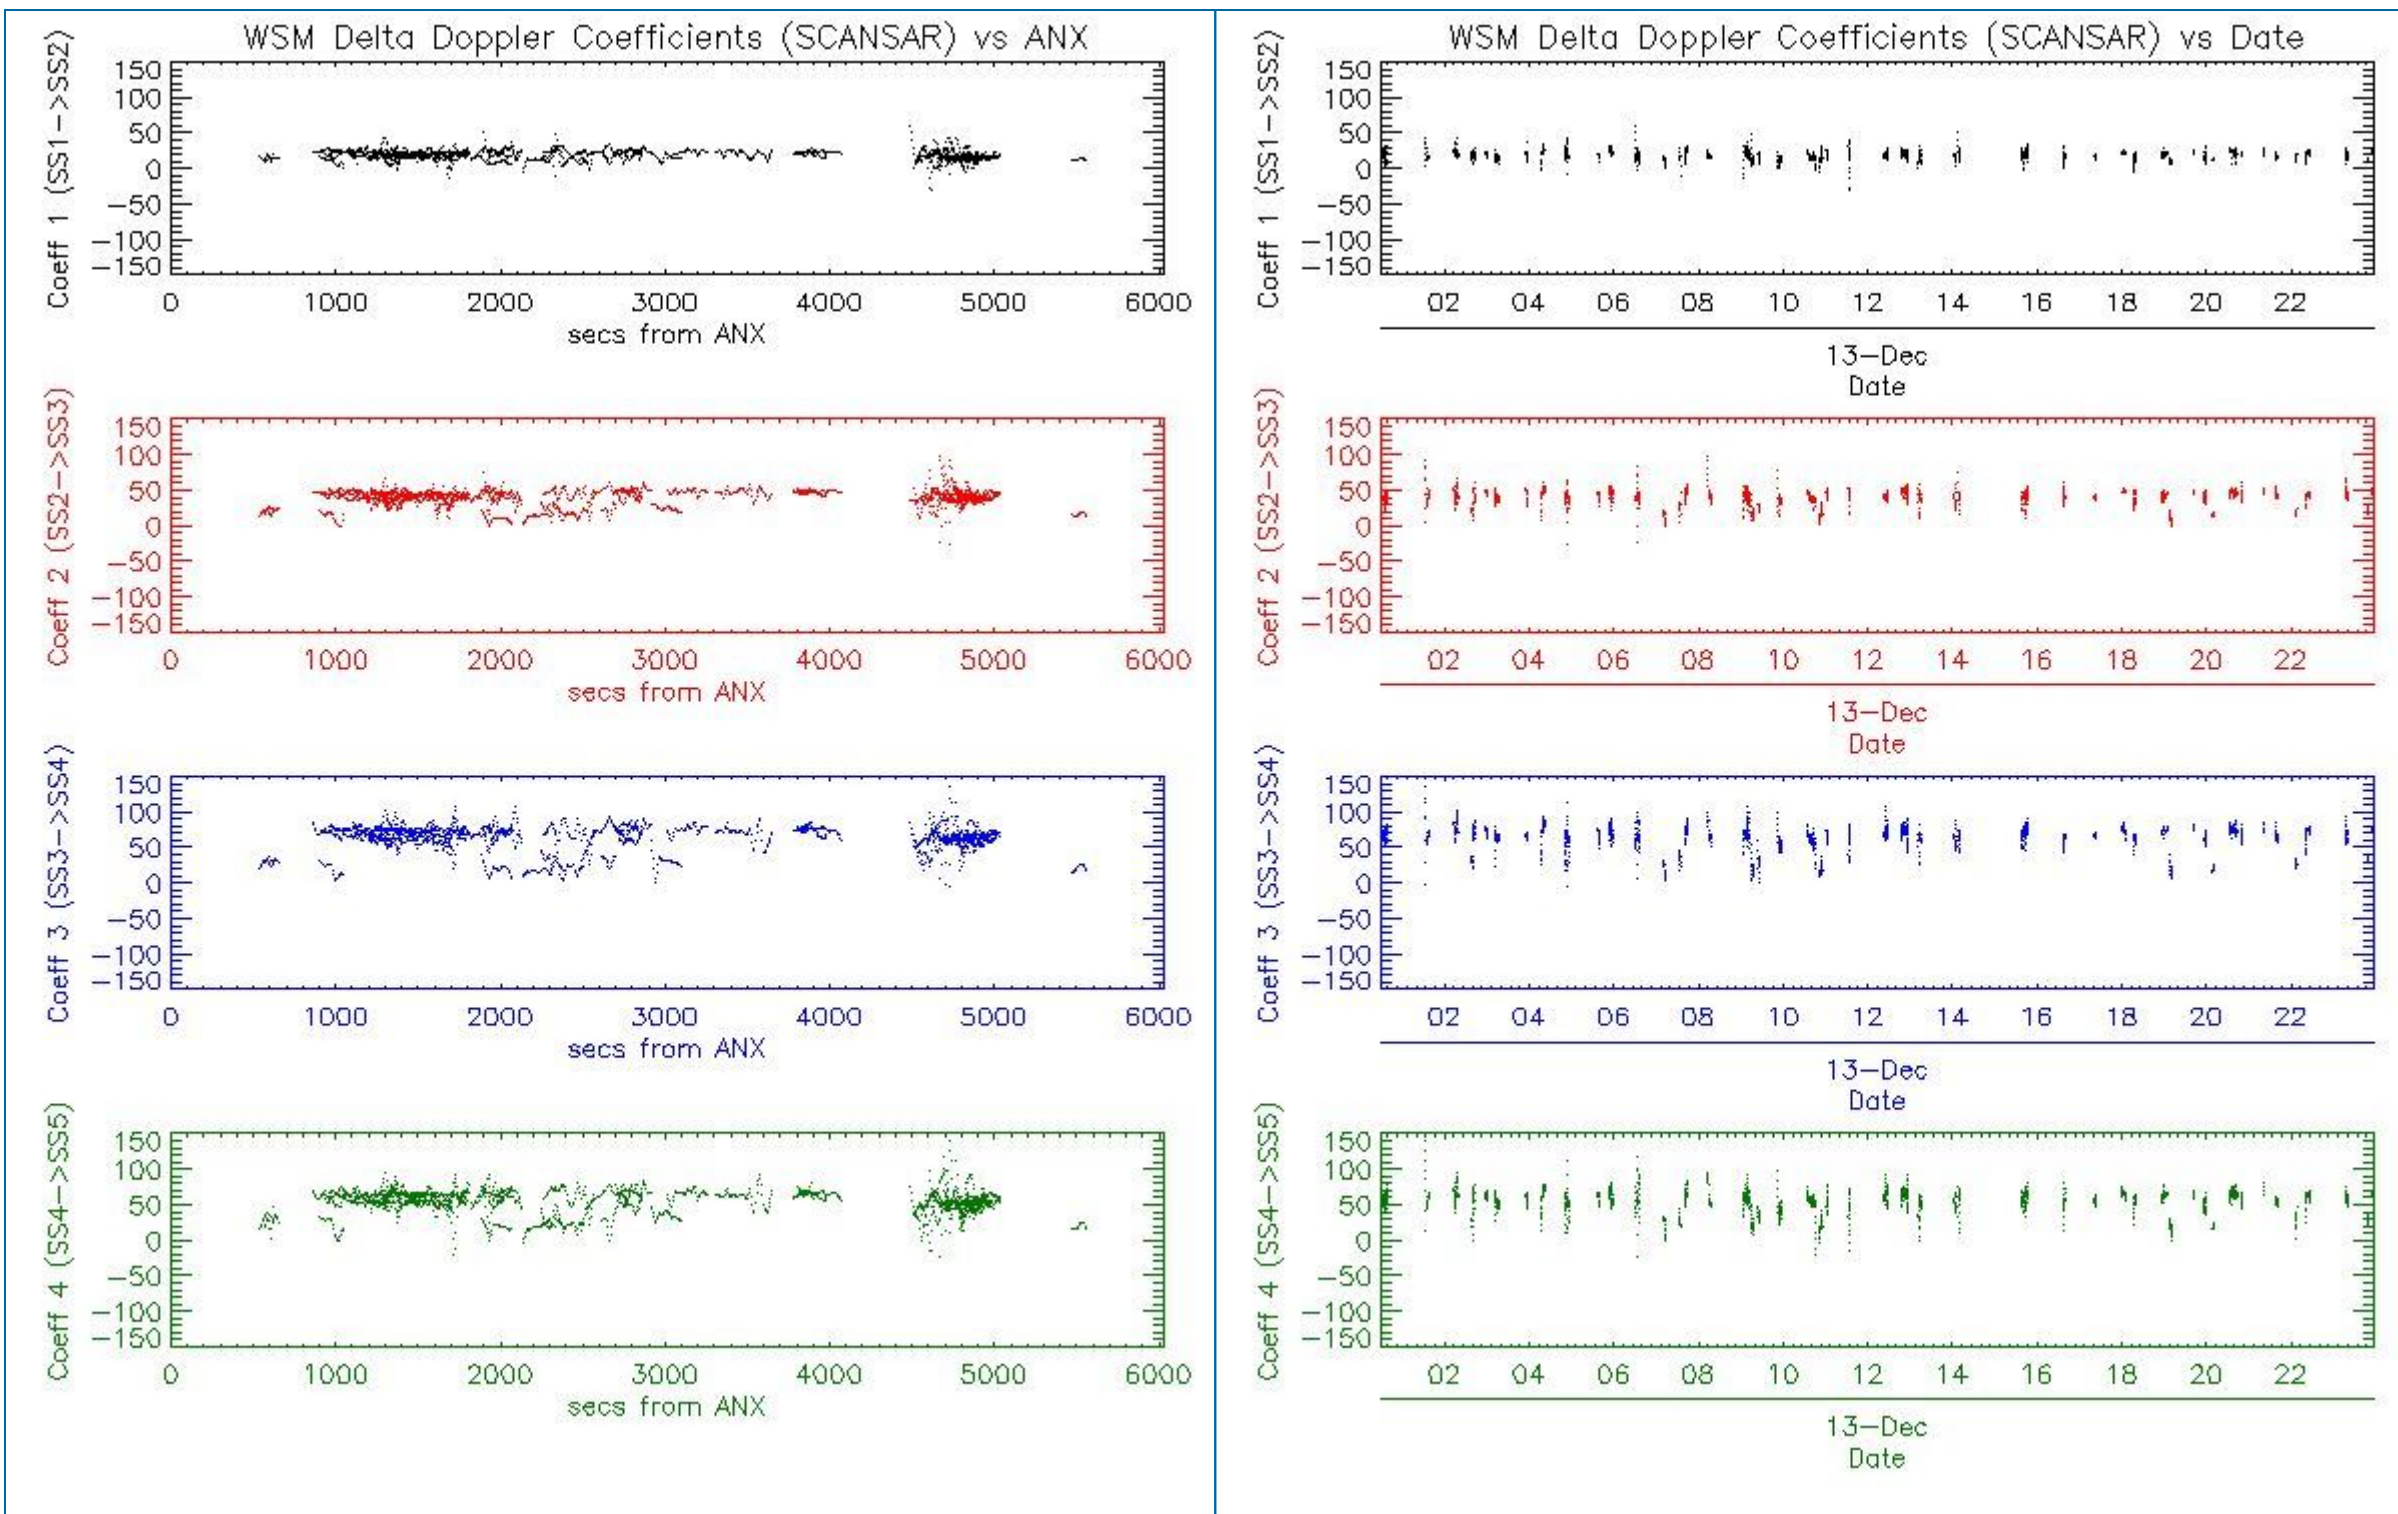 WSM Delta Doppler Coefficients (SCANSAR) vs ANX
Coeff 1 (SS1->SS2)
150
100
50
0
-50
-100
-150
0 1000 2000 3000 4000 5000 6000
secs from ANX
Coeff 2 (SS2->SS3)
150
100
50
0
-50
-100
-150
0 1000 2000 3000 4000 5000 6000
secs from ANX
Coeff 3 (SS3->SS4)
150
100
50
0
-50
-100
-150
0 1000 2000 3000 4000 5000 6000
secs from ANX
Coeff 4 (SS4->SS5)
150
100
50
0
-50
-100
-150
0 1000 2000 3000 4000 5000 6000
secs from ANX
WSM Delta Doppler Coefficients (SCANSAR) vs Date
Coeff 1 (SS1->SS2)
150
100
50
0
-50
-100
-150
02 04 06 08 10 12 14 16 18 20 22
13-Dec
Date
Coeff 2 (SS2->SS3)
150
100
50
0
-50
-100
-150
02 04 06 08 10 12 14 16 18 20 22
13-Dec
Date
Coeff 3 (SS3->SS4)
150
100
50
0
-50
-100
-150
02 04 06 08 10 12 14 16 18 20 22
13-Dec
Date
Coeff 4 (SS4->SS5)
150
100
50
0
-50
-100
-150
02 04 06 08 10 12 14 16 18 20 22
13-Dec
Date